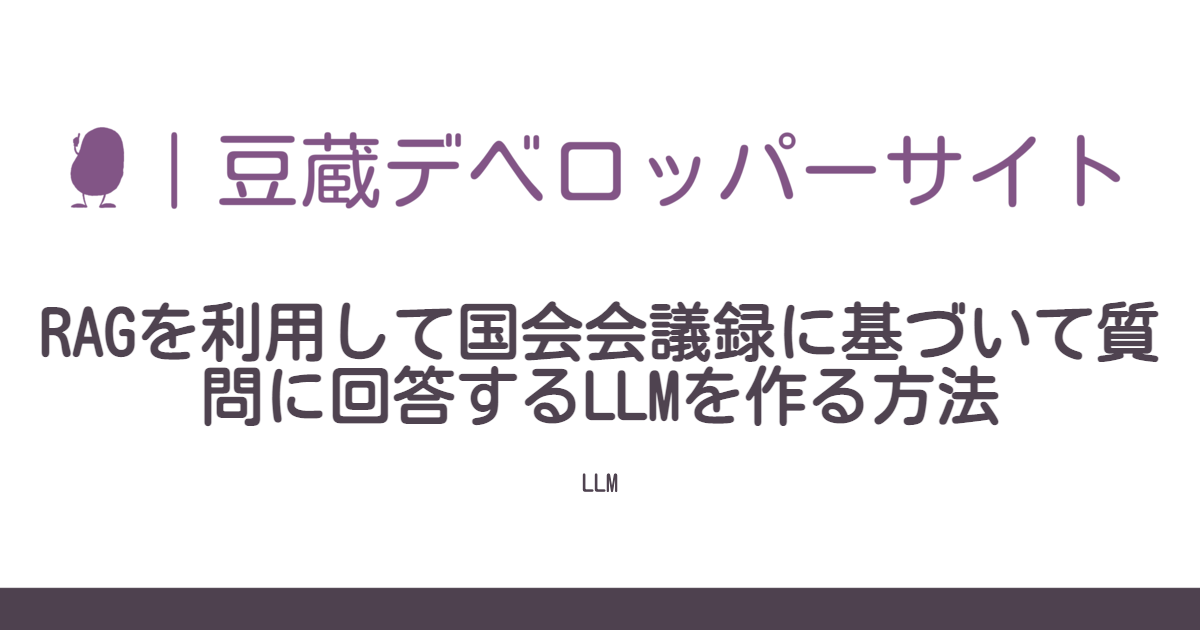 |豆蔵デベロッパーサイト
RAGを利用して国会会議録に基づいて質
問に回答するLLMを作る方法
LLM